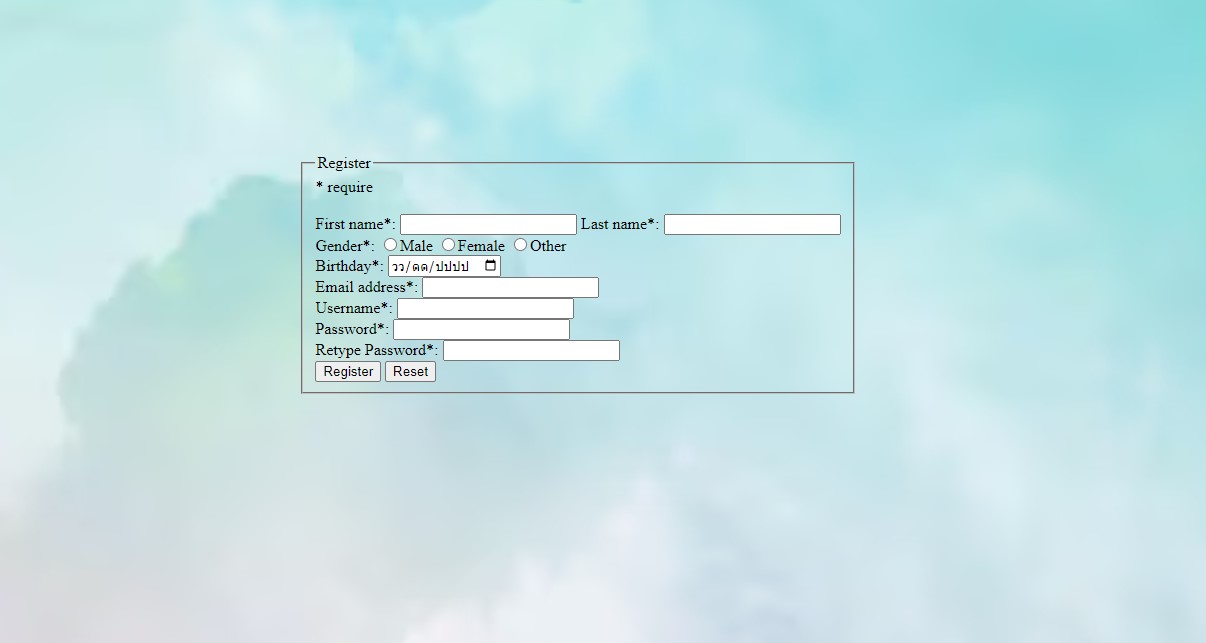 Register
* require
First name*: Last name*:
Gender*: Male Female Other
Birthday*: วว/ดด/ปปปป
Email address*:
Username*:
Password*:
Retype Password*:
Register Reset